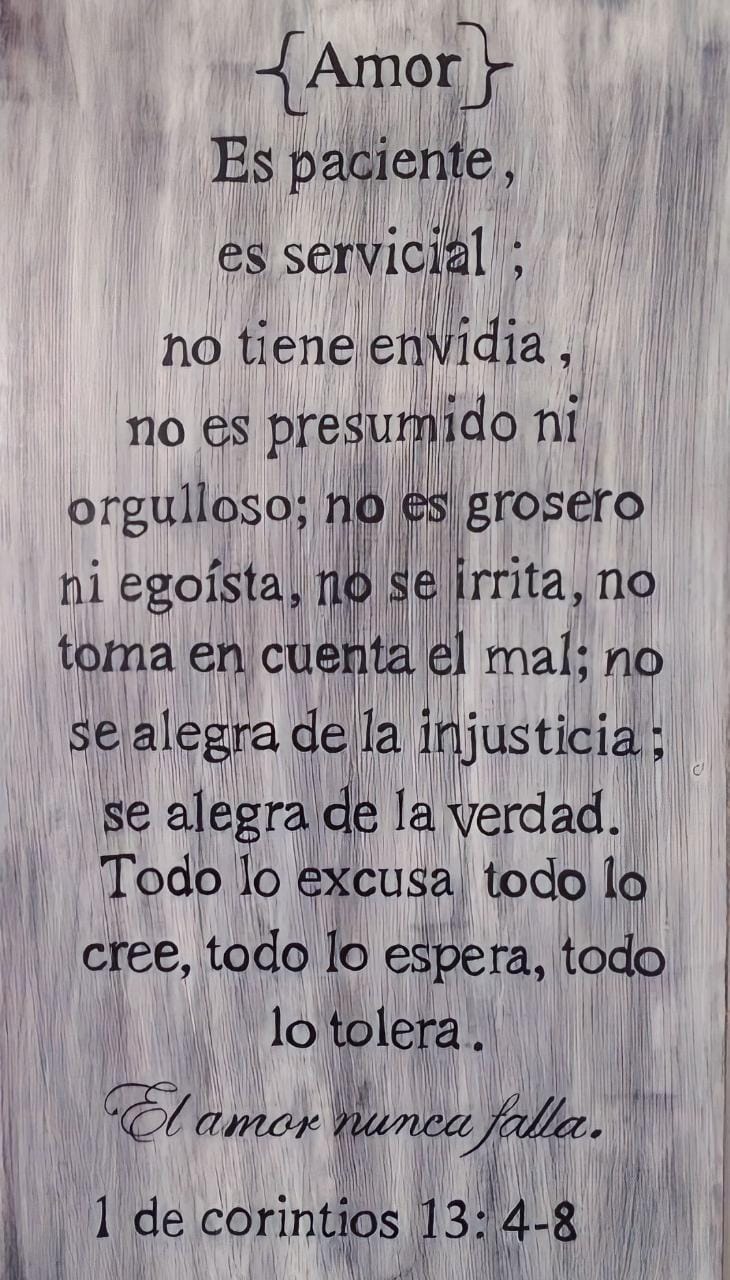 {Amor}
Es paciente,
es servicial ;
no tiene envidia ,
no es presumido ni
orgulloso; no es grosero
ni egoísta, no se irrita, no
toma en cuenta el mal; no
se alegra de la injusticia ;
se alegra de la verdad.
Todo lo excusa todo lo
cree, todo lo espera, todo
lo tolera .
El amor nunca falla.
1 de corintios 13: 4-8